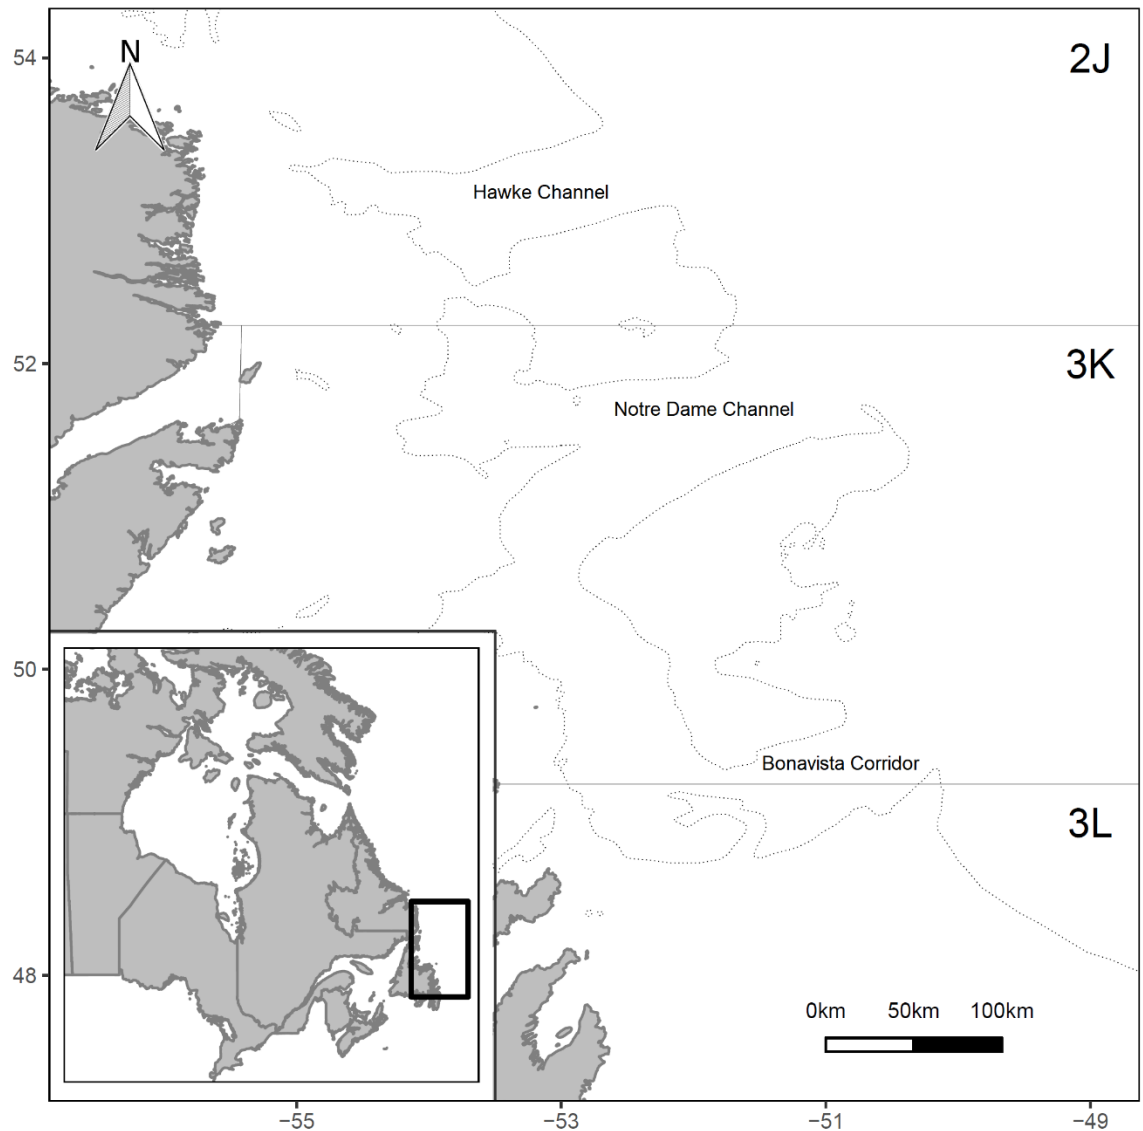 54
N
2J
Hawke Channel
52
3K
Notre Dame Channel
50
Bonavista Corridor
3L
48
0km 50km 100km
−55 −53 −51 −49